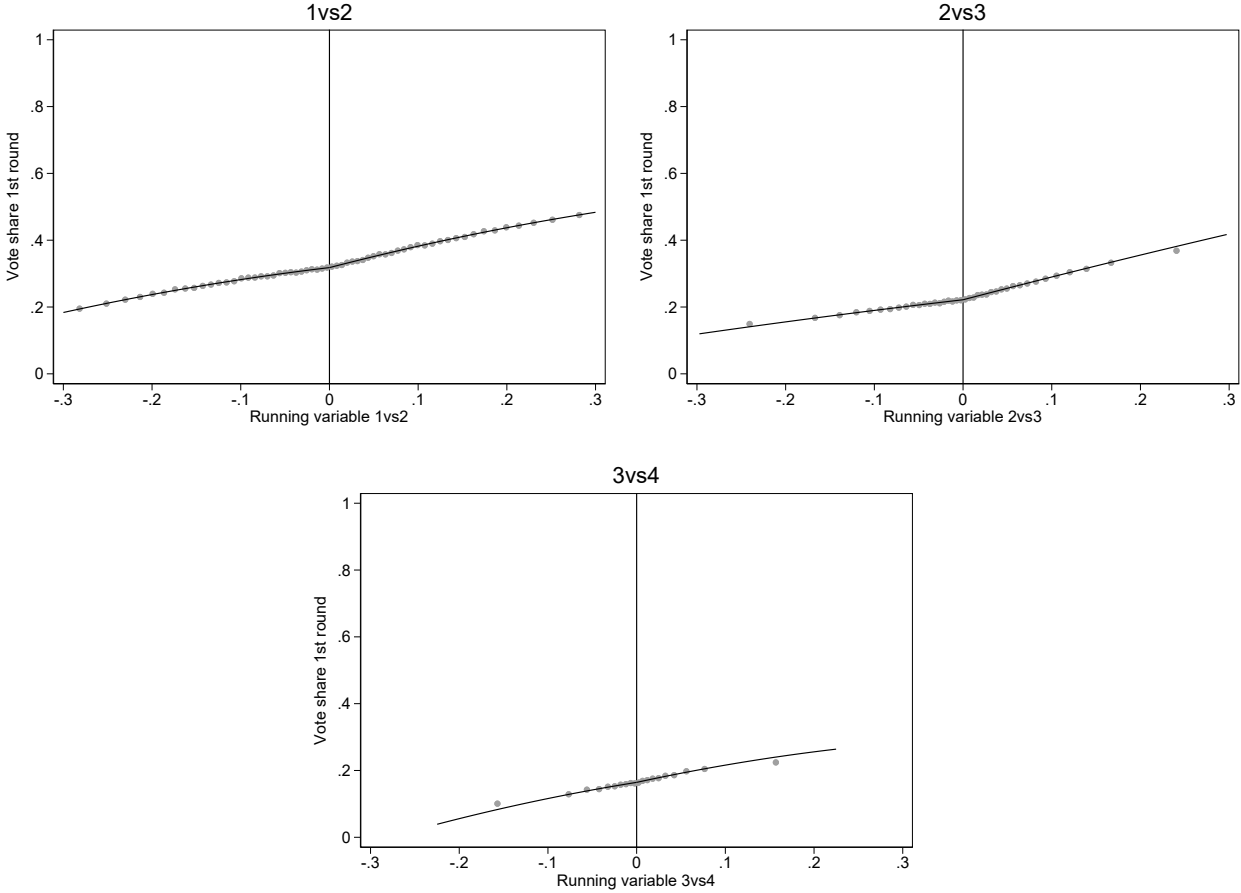 1vs2
Vote share 1st round
1
.8
.6
.4
.2
0
-.3 -.2 -.1 0 .1 .2 .3
Running variable 1vs2
2vs3
Vote share 1st round
1
.8
.6
.4
.2
0
-.3 -.2 -.1 0 .1 .2 .3
Running variable 2vs3
3vs4
Vote share 1st round
1
.8
.6
.4
.2
0
-.3 -.2 -.1 0 .1 .2 .3
Running variable 3vs4